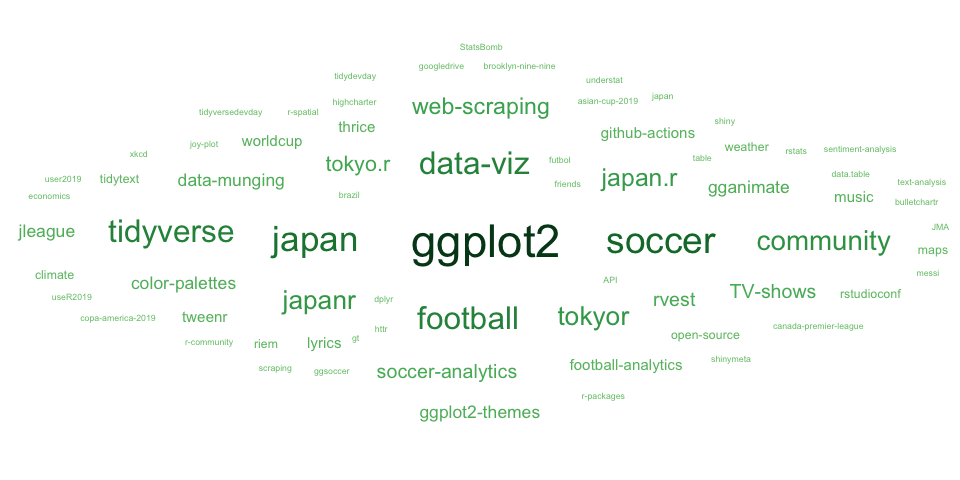 StatsBomb
googledrive brooklyn-nine-nine
tidydevday understat
highcharter web-scraping asian-cup-2019 japan
tidyversedevday r-spatial thrice github-actions shiny
joy-plot worldcup weather rstats sentiment-analysis
xkcd tokyo.r data-viz futbol table
user2019 tidytext data-munging friends japan.r gganimate data.table text-analysis
economics brazil music bulletchartr
jleague tidyverse japan ggplot2 soccer community JMA
maps
climate color-palettes API messi
useR2019 japanr dplyr rvest TV-shows rstudioconf
copa-america-2019 tweenr football tokyor canada-premier-league
r-community riem lyrics gt httr open-source
scraping ggsoccer soccer-analytics football-analytics shinymeta
r-packages
ggplot2-themes